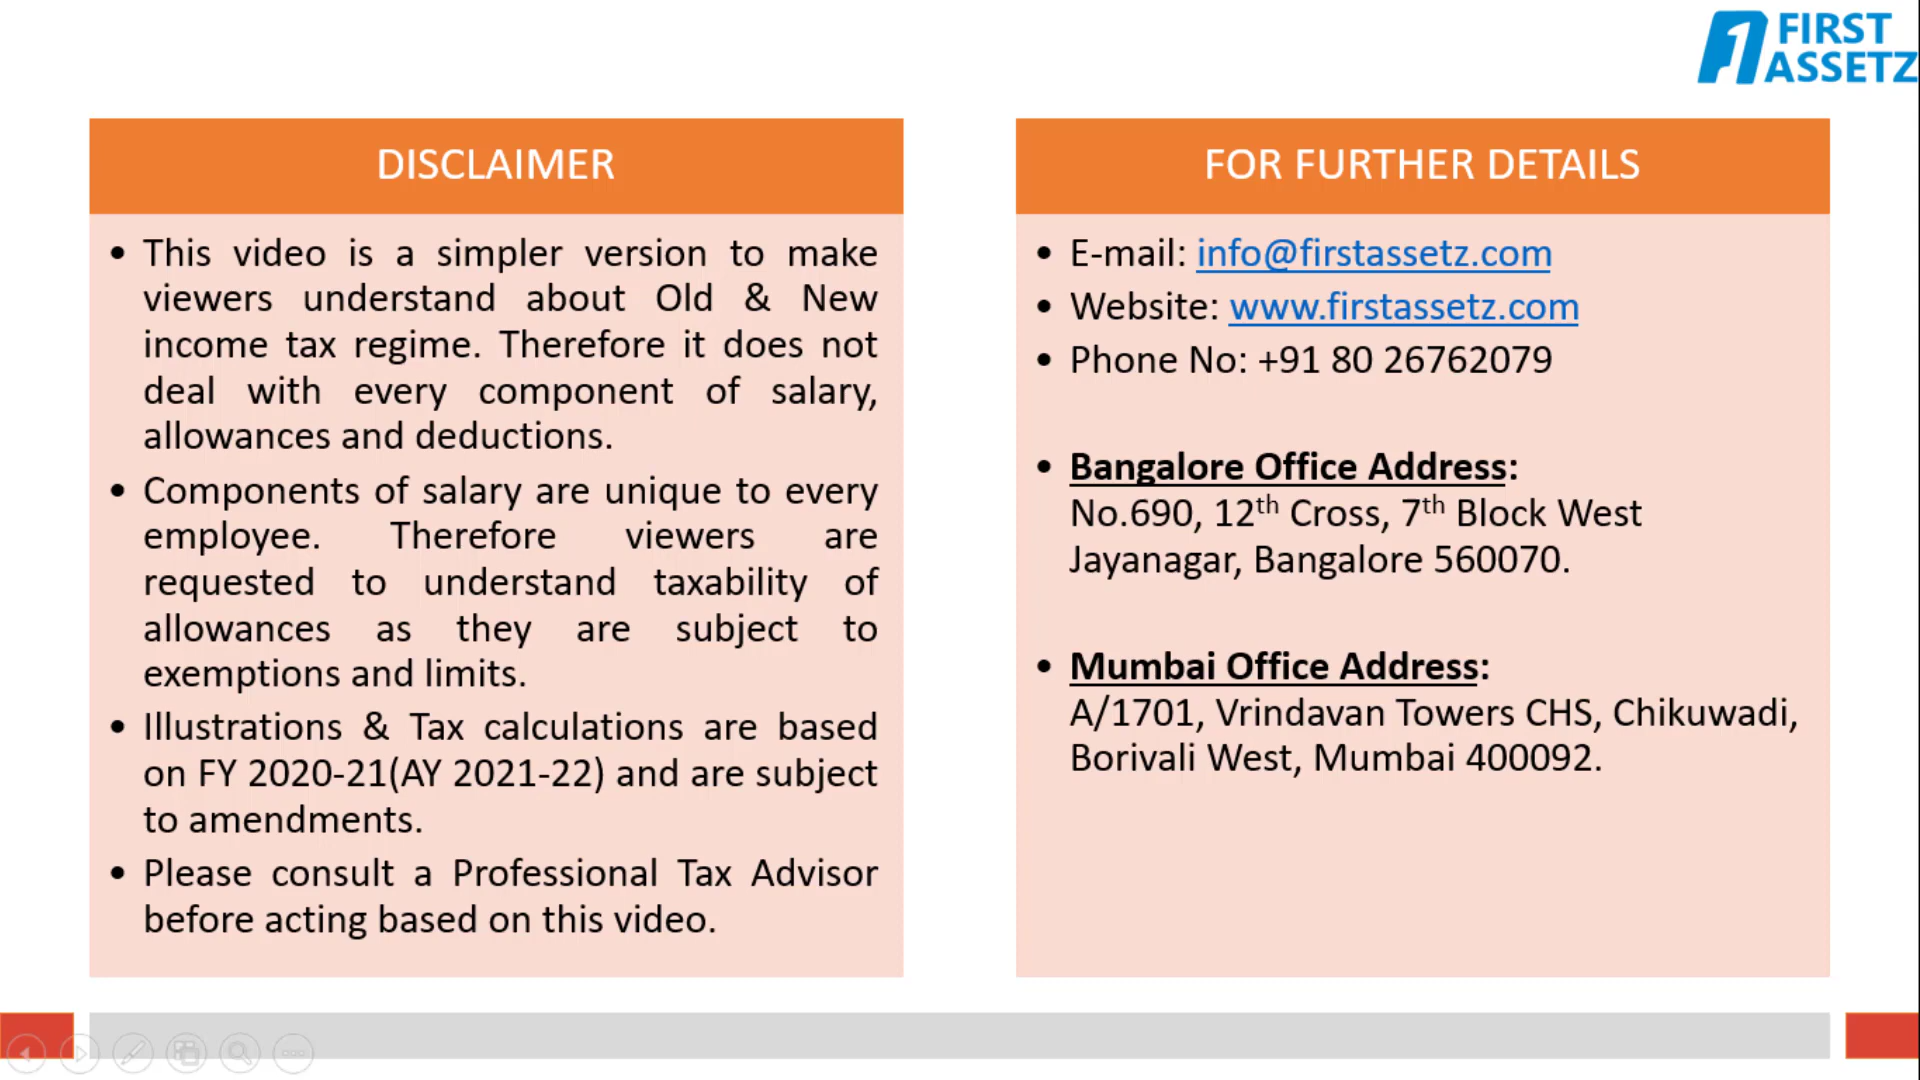 FIRST
ASSETZ
DISCLAIMER
• This video is a simpler version to make
viewers understand about Old & New
income tax regime. Therefore it does not
deal with every component of salary,
allowances and deductions.
• Components of salary are unique to every
employee. Therefore viewers are
requested to understand taxability of
allowances as they are subject to
exemptions and limits.
• Illustrations & Tax calculations are based
on FY 2020-21(AY 2021-22) and are subject
to amendments.
• Please consult a Professional Tax Advisor
before acting based on this video.
FOR FURTHER DETAILS
• E-mail: info@firstassetz.com
• Website: www.firstassetz.com
• Phone No: +91 80 26762079
• Bangalore Office Address:
No.690, 12th Cross, 7th Block West
Jayanagar, Bangalore 560070.
• Mumbai Office Address:
A/1701, Vrindavan Towers CHS, Chikuwadi,
Borivali West, Mumbai 400092.